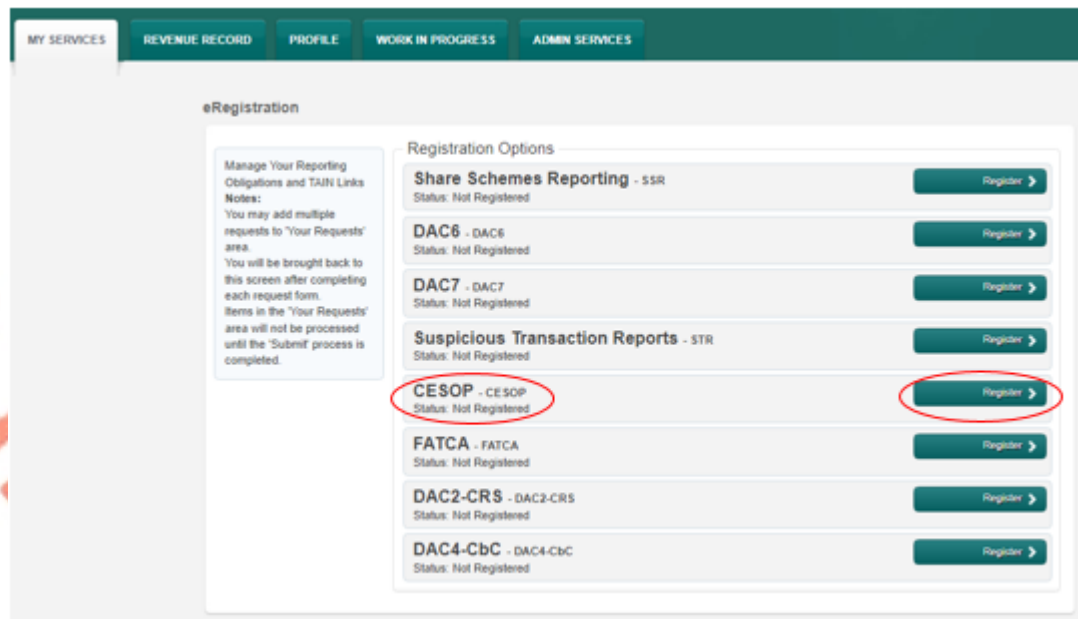 MY SERVICES
REVENUE RECORD
PROFILE
WORK IN PROGRESS
ADMIN SERVICES
eRegistration
Manage Your Reporting
Obligations and TAIN Links
Notes:
You may add multiple
requests to 'Your Requests'
area.
You will be brought back to
this screen after completing
each request form.
Items in the 'Your Requests'
area will not be processed
until the 'Submit' process is
completed.
Registration Options
Share Schemes Reporting - SSR
Status: Not Registered
Register
DAC6 - DAC6
Status: Not Registered
Register
DAC7 - DAC7
Status: Not Registered
Register
Suspicious Transaction Reports - STR
Status: Not Registered
Register
CESOP - CESOP
Status: Not Registered
Register
FATCA - FATCA
Status: Not Registered
Register
DAC2-CRS - DAC2-CRS
Status: Not Registered
Register
DAC4-CbC - DAC4-CbC
Status: Not Registered
Register